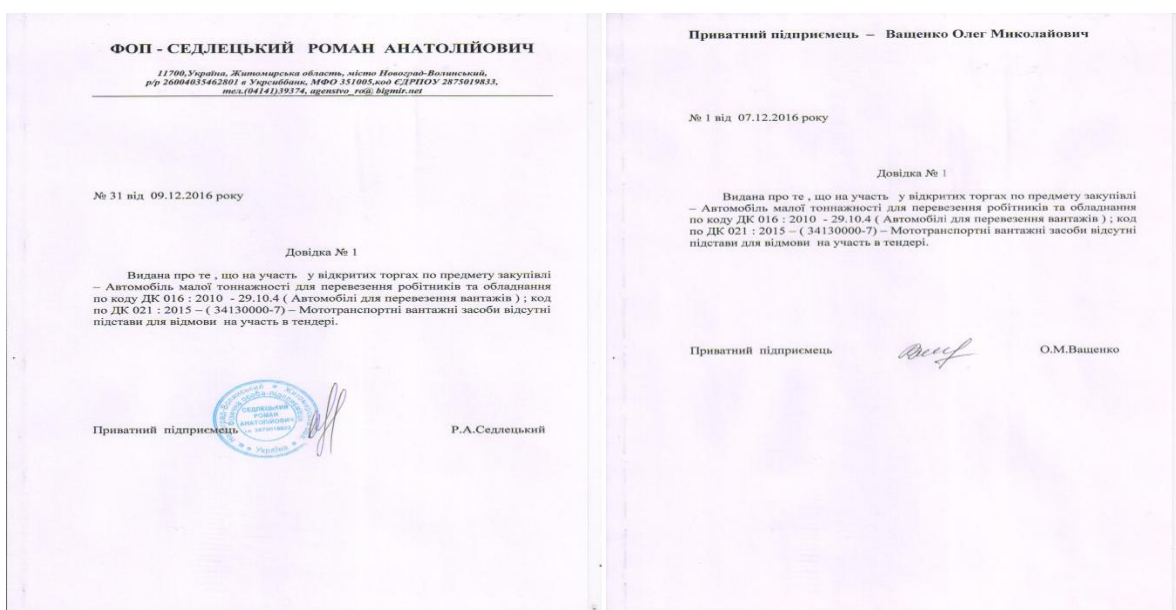 ФОП - СЕДЛЕЦЬКИЙ РОМАН АНАТОЛІЙОВИЧ
11700,Україна, Житомирська область, місто Новоград-Волинський,
р/р 26004035462801 в Укрсиббанк, МФО 351005,код ЄДРПОУ 2875019833,
тел.(04141)39374, agenstvo_ro@ bigmir.net
№ 31 від 09.12.2016 року
Довідка № 1
Видана про те , що на участь у відкритих торгах по предмету закупівлі
– Автомобіль малої тоннажності для перевезення робітників та обладнання
по коду ДК 016 : 2010 - 29.10.4 ( Автомобілі для перевезення вантажів ) ; код
по ДК 021 : 2015 – ( 34130000-7) – Мототранспортні вантажні засоби відсутні
підстави для відмови на участь в тендері.
СЕДЛЕЦЬКИЙ
РОМАН
АНАТОЛІЙОВИЧ
Україна
Приватний підприємець Р.А.Седлецький
Приватний підприємець – Ващенко Олег Миколайович
№ 1 від 07.12.2016 року
Довідка № 1
Видана про те , що на участь у відкритих торгах по предмету закупівлі
– Автомобіль малої тоннажності для перевезення робітників та обладнання
по коду ДК 016 : 2010 - 29.10.4 ( Автомобілі для перевезення вантажів ) ; код
по ДК 021 : 2015 – ( 34130000-7) – Мототранспортні вантажні засоби відсутні
підстави для відмови на участь в тендері.
Приватний підприємець О.М.Ващенко